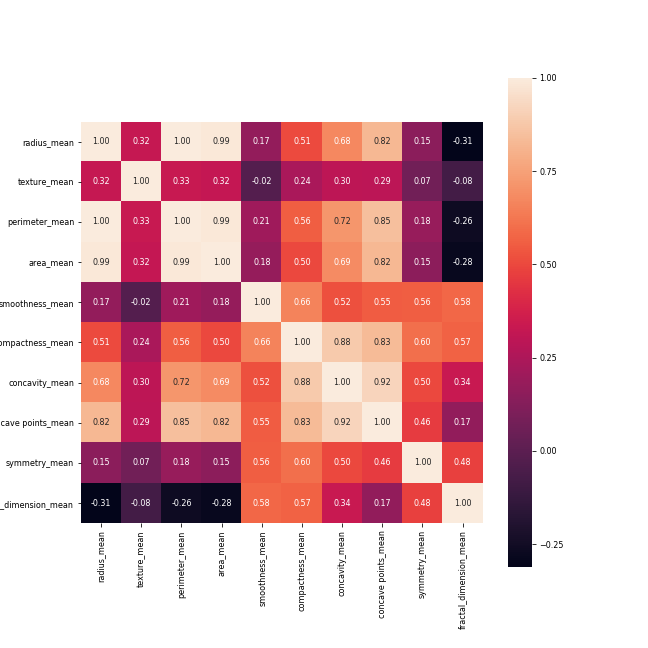 radius_mean 1.00 0.32 1.00 0.99 0.17 0.51 0.68 0.82 0.15 -0.31
texture_mean 0.32 1.00 0.33 0.32 -0.02 0.24 0.30 0.29 0.07 -0.08
perimeter_mean 1.00 0.33 1.00 0.99 0.21 0.56 0.72 0.85 0.18 -0.26
area_mean 0.99 0.32 0.99 1.00 0.18 0.50 0.69 0.82 0.15 -0.28
smoothness_mean 0.17 -0.02 0.21 0.18 1.00 0.66 0.52 0.55 0.56 0.58
ompactness_mean 0.51 0.24 0.56 0.50 0.66 1.00 0.88 0.83 0.60 0.57
concavity_mean 0.68 0.30 0.72 0.69 0.52 0.88 1.00 0.92 0.50 0.34
cave points_mean 0.82 0.29 0.85 0.82 0.55 0.83 0.92 1.00 0.46 0.17
symmetry_mean 0.15 0.07 0.18 0.15 0.56 0.60 0.50 0.46 1.00 0.48
_dimension_mean -0.31 -0.08 -0.26 -0.28 0.58 0.57 0.34 0.17 0.48 1.00
radius_mean
texture_mean
perimeter_mean
area_mean
smoothness_mean
compactness_mean
concavity_mean
concave points_mean
symmetry_mean
fractal_dimension_mean
1.00
0.75
0.50
0.25
0.00
−0.25